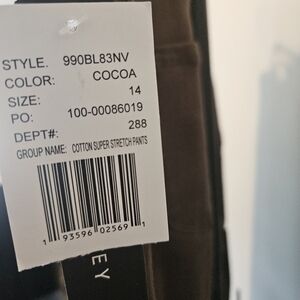 STYLE. 990BL83NV
COLOR: COCOA
SIZE: 14
PO: 100-00086019
DEPT#: 288
GROUP NAME: COTTON SUPER STRETCH PANTS
1 93596 02569 1
EY